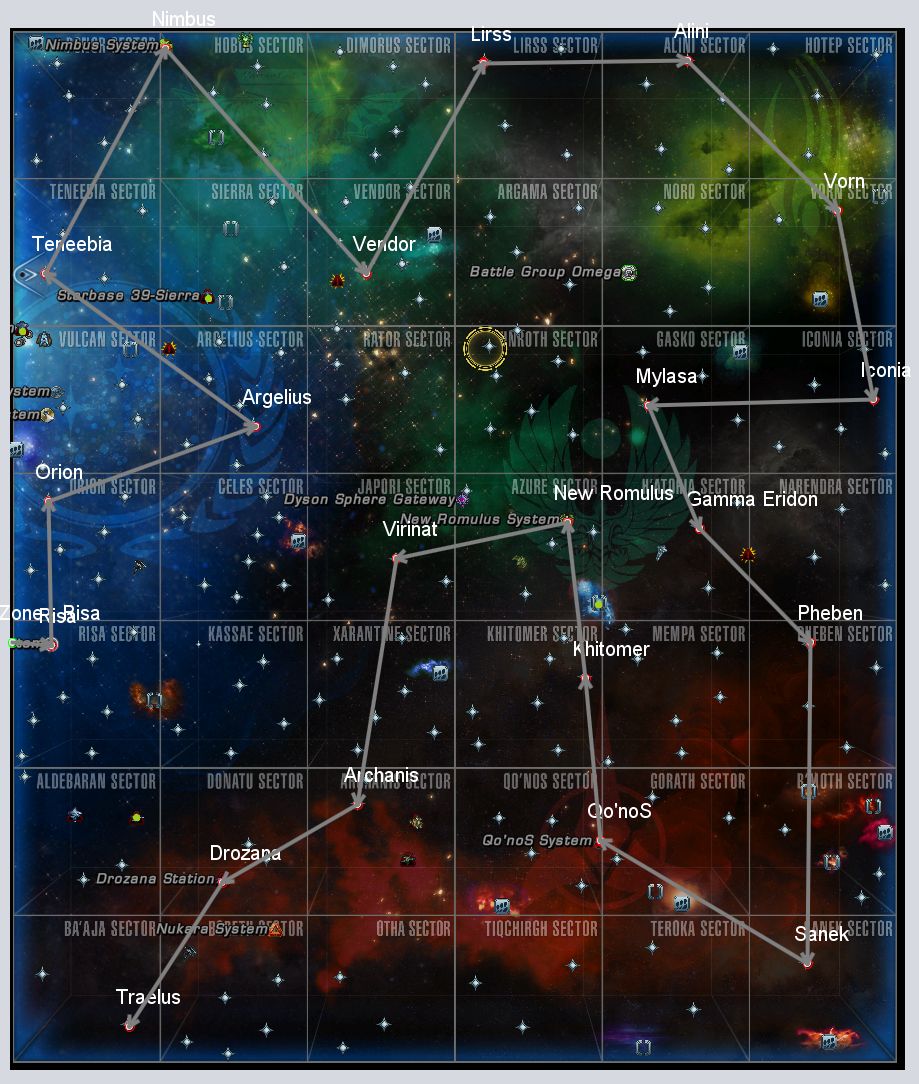 Nimbus
Nimbus System
HOBUS SECTOR
DIMORUS SECTOR
Lirss
LIRSS SECTOR
Alini
ALINI SECTOR
HOTEP SECTOR
TENEEBIA SECTOR
SIERRA SECTOR
VENDOR SECTOR
ARGAMA SECTOR
NORO SECTOR
Vorn
VORN SECTOR
Teneebia
Vendor
Battle Group Omega
Starbase 39-Sierra
VULCAN SECTOR
ARGELIUS SECTOR
RATOR SECTOR
GASKO SECTOR
ICONIA SECTOR
Iconia
Mylasa
Argelius
ystem
tem
Orion
ORION SECTOR
CELES SECTOR
JAPORI SECTOR
AZURE SECTOR
NARENDRA SECTOR
New Romulus
Gamma Eridon
Dyson Sphere Gateway
New Romulus System
Virinat
Zone
Risa
Risa
Pheben
RISA SECTOR
KASSAE SECTOR
XARANTINE SECTOR
KHITOMER SECTOR
MEMPA SECTOR
PHEBEN SECTOR
Khitomer
ALDEBARAN SECTOR
DONATU SECTOR
Archanis
ARCHANIS SECTOR
QO'NOS SECTOR
GORATH SECTOR
B'MOTH SECTOR
Qo'noS
Qo'noS System
Drozana
Drozana Station
BA'AJA SECTOR
Nukara System
OTHA SECTOR
TIQCHIRGH SECTOR
TEROKA SECTOR
Sanek
SANEK SECTOR
Traelus